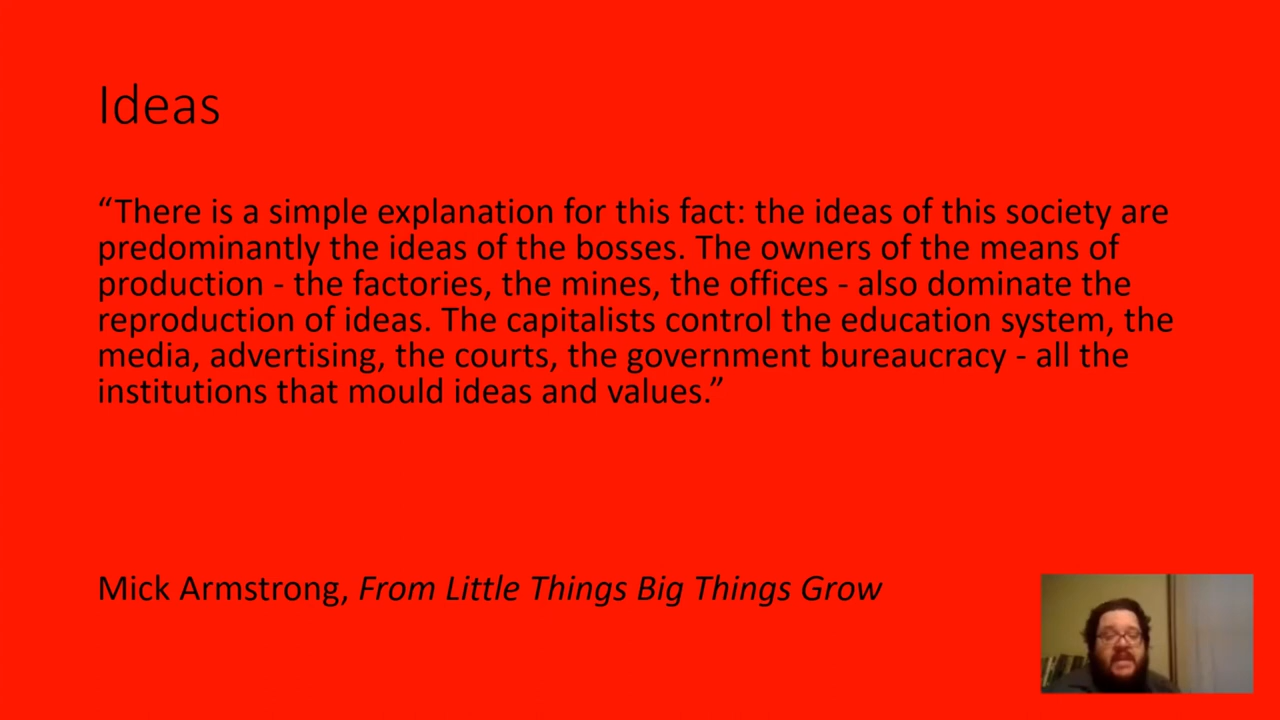 Ideas
“There is a simple explanation for this fact: the ideas of this society are
predominantly the ideas of the bosses. The owners of the means of
production - the factories, the mines, the offices - also dominate the
reproduction of ideas. The capitalists control the education system, the
media, advertising, the courts, the government bureaucracy - all the
institutions that mould ideas and values.”
Mick Armstrong, From Little Things Big Things Grow